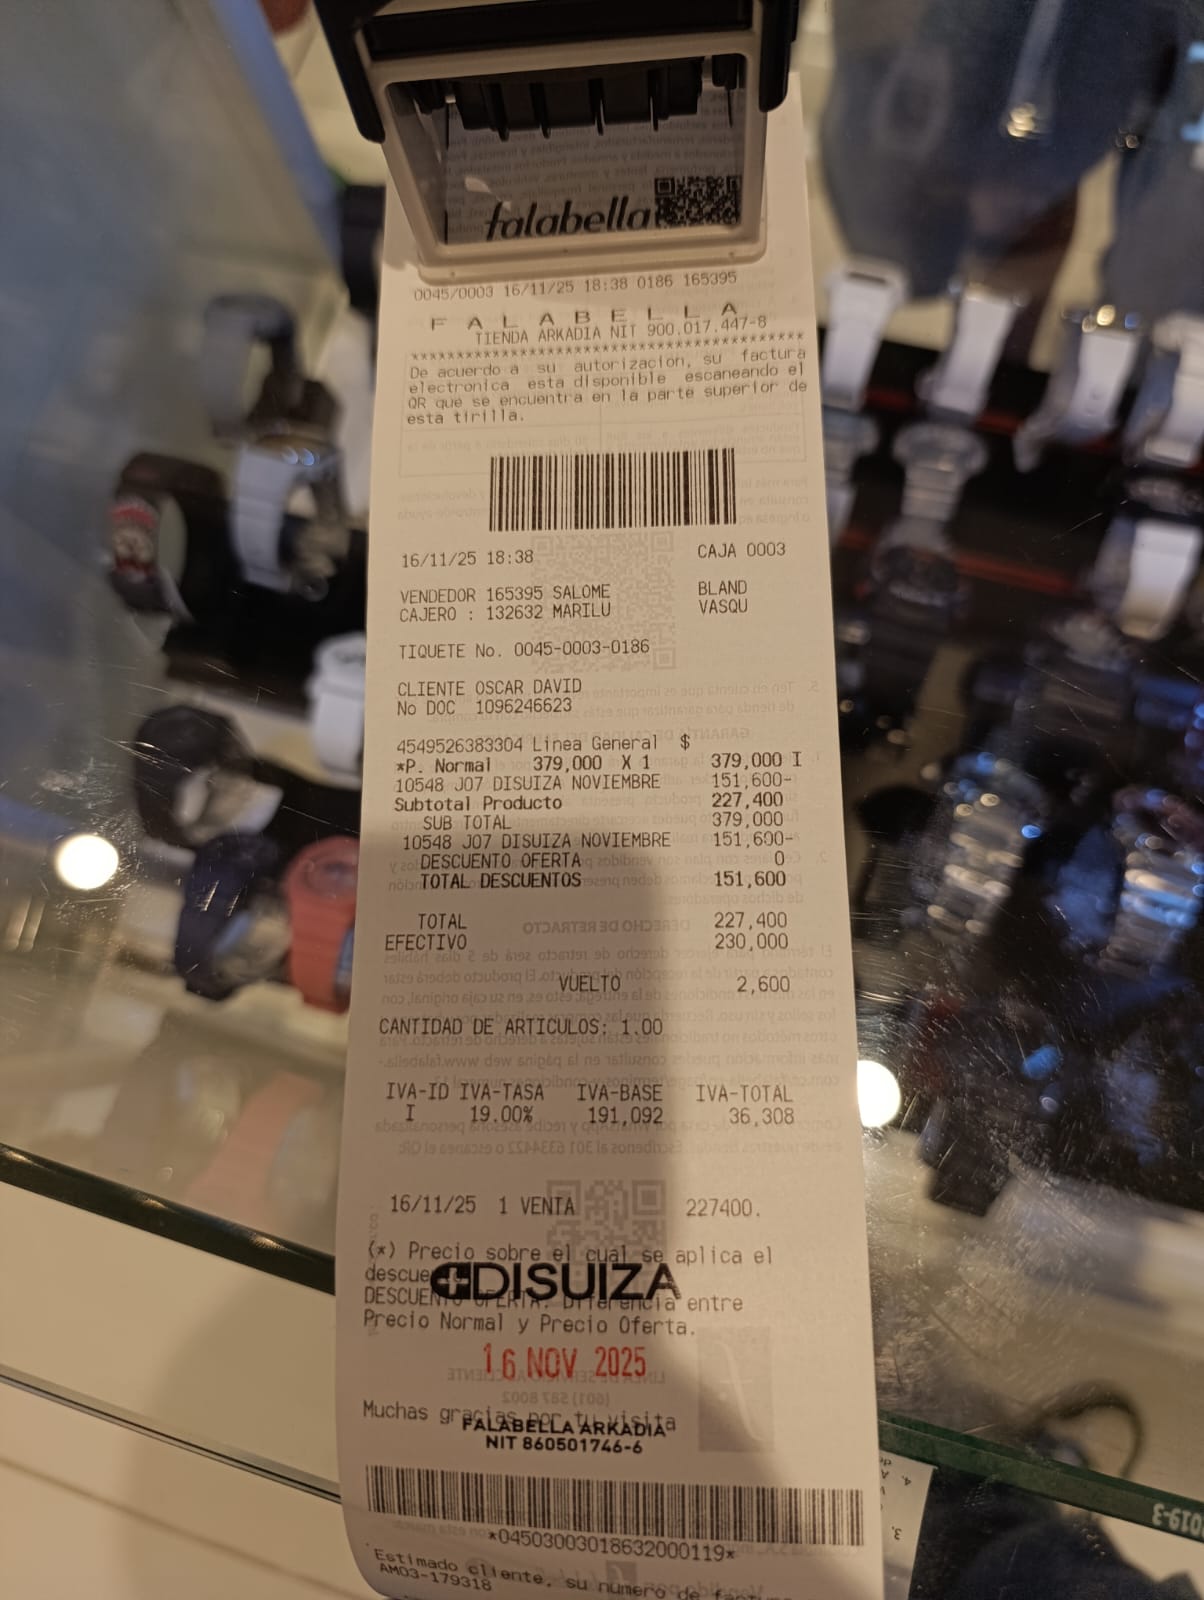 falabella
0045/0003 16/11/25 18:38 0186 165395
F A L A B E L L A
TIENDA ARKADIA NIT 900.017.447-8
De acuerdo a su autorizacion, su factura
electronica esta disponible escaneando el
QR que se encuentra en la parte superior de
esta tirilla.
16/11/25 18:38 CAJA 0003
VENDEDOR 165395 SALOME BLAND
CAJERO : 132632 MARILU VASQU
TIQUETE No. 0045-0003-0186
CLIENTE OSCAR DAVID
No DOC 1096246623
4549526383304 Linea General $
*P. Normal 379,000 X 1 379,000 I
10548 J07 DISUIZA NOVIEMBRE 151,600-
Subtotal Producto 227,400
SUB TOTAL 379,000
10548 J07 DISUIZA NOVIEMBRE 151,600-
DESCUENTO OFERTA 0
TOTAL DESCUENTOS 151,600
TOTAL 227,400
EFECTIVO 230,000
VUELTO 2,600
CANTIDAD DE ARTICULOS: 1.00
IVA-ID IVA-TASA IVA-BASE IVA-TOTAL
I 19.00% 191,092 36,308
16/11/25 1 VENTA 227400.
(*) Precio sobre el cual se aplica el
DISUIZA
DESCUENTO OFERTA: Diferencia entre
Precio Normal y Precio Oferta.
16 NOV 2025
Muchas gracias por tu visita
FALABELLA ARKADIA
NIT 860501746-6
*04503003018632000119*
Estimado cliente, su numero de
AM03-179318